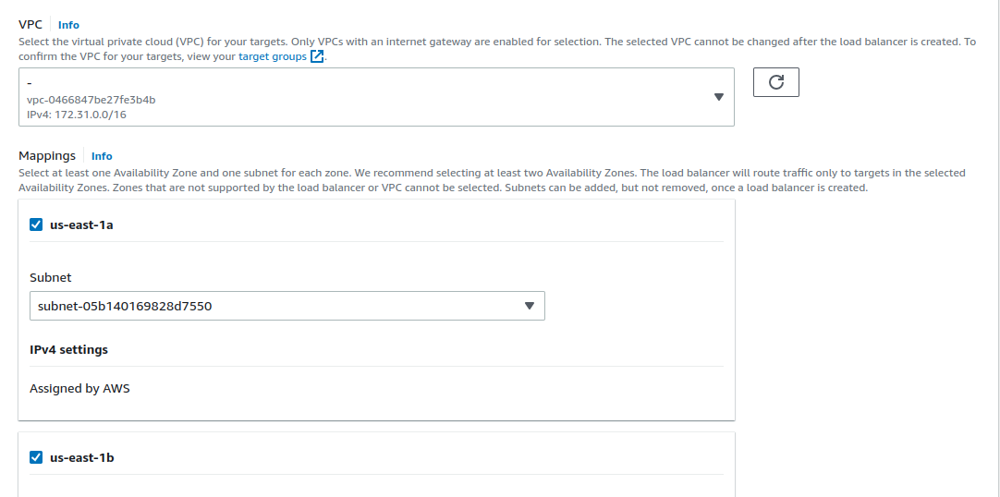 VPC Info
Select the virtual private cloud (VPC) for your targets. Only VPCs with an internet gateway are enabled for selection. The selected VPC cannot be changed after the load balancer is created. To
confirm the VPC for your targets, view your target groups.
-
vpc-0466847be27fe3b4b
IPv4: 172.31.0.0/16
Mappings Info
Select at least one Availability Zone and one subnet for each zone. We recommend selecting at least two Availability Zones. The load balancer will route traffic only to targets in the selected
Availability Zones. Zones that are not supported by the load balancer or VPC cannot be selected. Subnets can be added, but not removed, once a load balancer is created.
us-east-1a
Subnet
subnet-05b140169828d7550
IPv4 settings
Assigned by AWS
us-east-1b